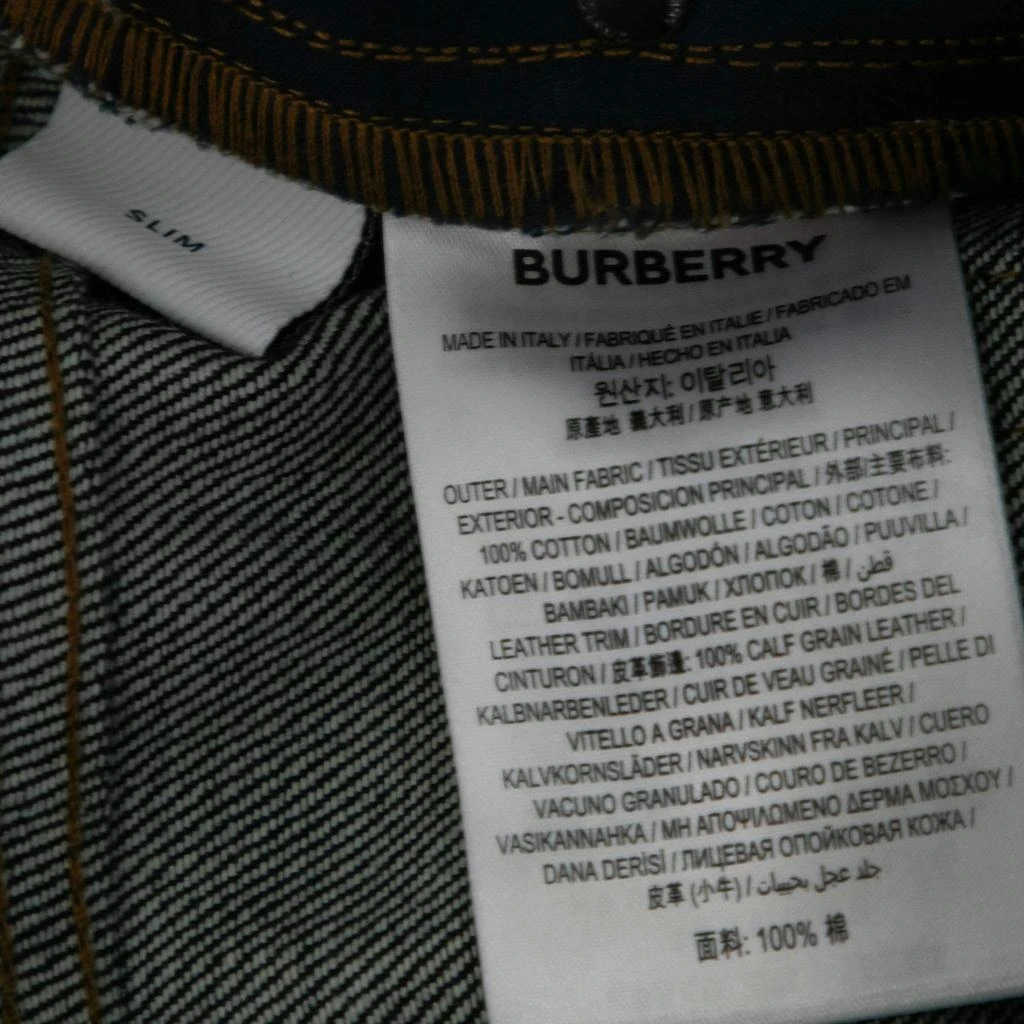 SLIM
BURBERRY
MADE IN ITALY / FABRIQUÉ EN ITALIE / FABRICADO EM
ITÁLIA / HECHO EN ITALIA
원산지: 이탈리아
原產地 義大利 / 原产地 意大利
OUTER / MAIN FABRIC / TISSU EXTÉRIEUR / PRINCIPAL /
EXTERIOR - COMPOSICION PRINCIPAL / 外部/主要布料:
100% COTTON / BAUMWOLLE / COTON / COTONE /
KATOEN / BOMULL / ALGODÓN / ALGODÃO / PUUVILLA /
BAMBAKI / PAMUK / ХЛОПОК / 棉 / قطن
LEATHER TRIM / BORDURE EN CUIR / BORDES DEL
CINTURON / 皮革飾邊: 100% CALF GRAIN LEATHER /
KALBNARBENLEDER / CUIR DE VEAU GRAINÉ / PELLE DI
VITELLO A GRANA / KALF NERFLEER /
KALVKORNSLÄDER / NARVSKINN FRA KALV / CUERO
VACUNO GRANULADO / COURO DE BEZERRO /
VASIKANNAHKA / ΜΗ ΑΠΟΨΙΛΩΜΕΝΟ ΔΕΡΜΑ ΜΟΣΧΟΥ /
DANA DERİSİ / ЛИЦЕВАЯ ОПОЙКОВАЯ КОЖА /
皮革 (小牛) / جلد عجل بحبيبات
面料: 100% 棉